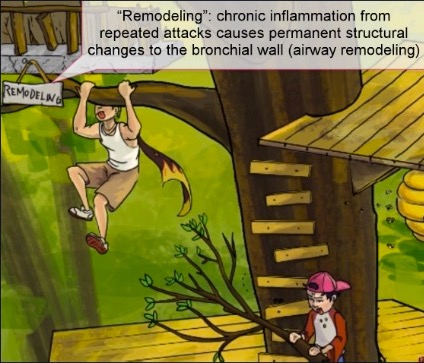 “Remodeling”: chronic inflammation from
repeated attacks causes permanent structural
changes to the bronchial wall (airway remodeling)
REMODELING